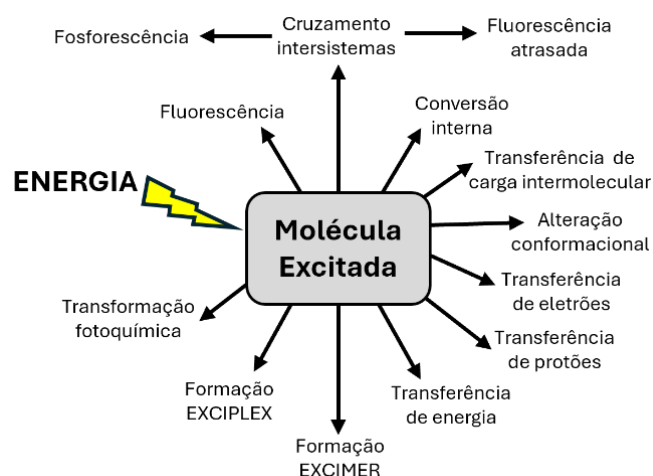 Fosforescência
Cruzamento
intersistemas
Fluorescência
atrasada
Fluorescência
Conversão
interna
ENERGIA
Transferência de
carga intermolecular
Molécula
Excitada
Alteração
conformacional
Transferência
de eletrões
Transformação
fotoquímica
Transferência
de protões
Formação
EXCIPLEX
Transferência
de energia
Formação
EXCIMER